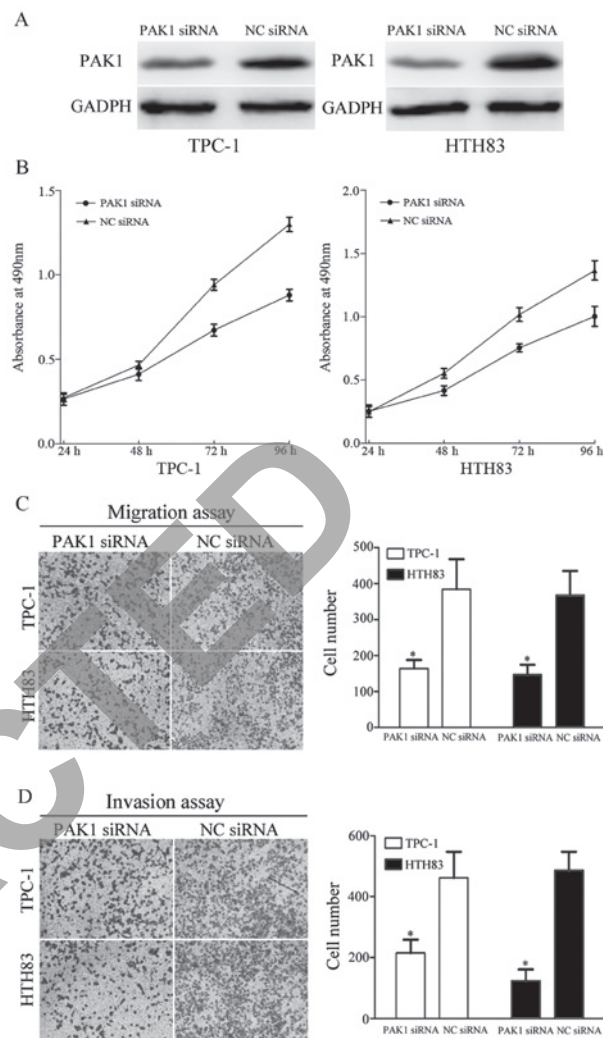 A
PAK1 siRNA NC siRNA PAK1 siRNA NC siRNA
PAK1 PAK1
GADPH GADPH
TPC-1 HTH83
B
1.5
1.0
0.5
0.0
Absorbance at 490nm
PAK1 siRNA
NC siRNA
24 h 48 h 72 h 96 h
TPC-1
2.0
1.5
1.0
0.5
0.0
Absorbance at 490nm
PAK1 siRNA
NC siRNA
24 h 48 h 72 h 96 h
HTH83
C
Migration assay
PAK1 siRNA NC siRNA
TPC-1
HTH83
500
400
300
200
100
0
Cell number
TPC-1
HTH83
* *
PAK1 siRNA NC siRNA PAK1 siRNA NC siRNA
D
Invasion assay
PAK1 siRNA NC siRNA
TPC-1
HTH83
600
400
200
0
Cell number
TPC-1
HTH83
* *
PAK1 siRNA NC siRNA PAK1 siRNA NC siRNA
CTED